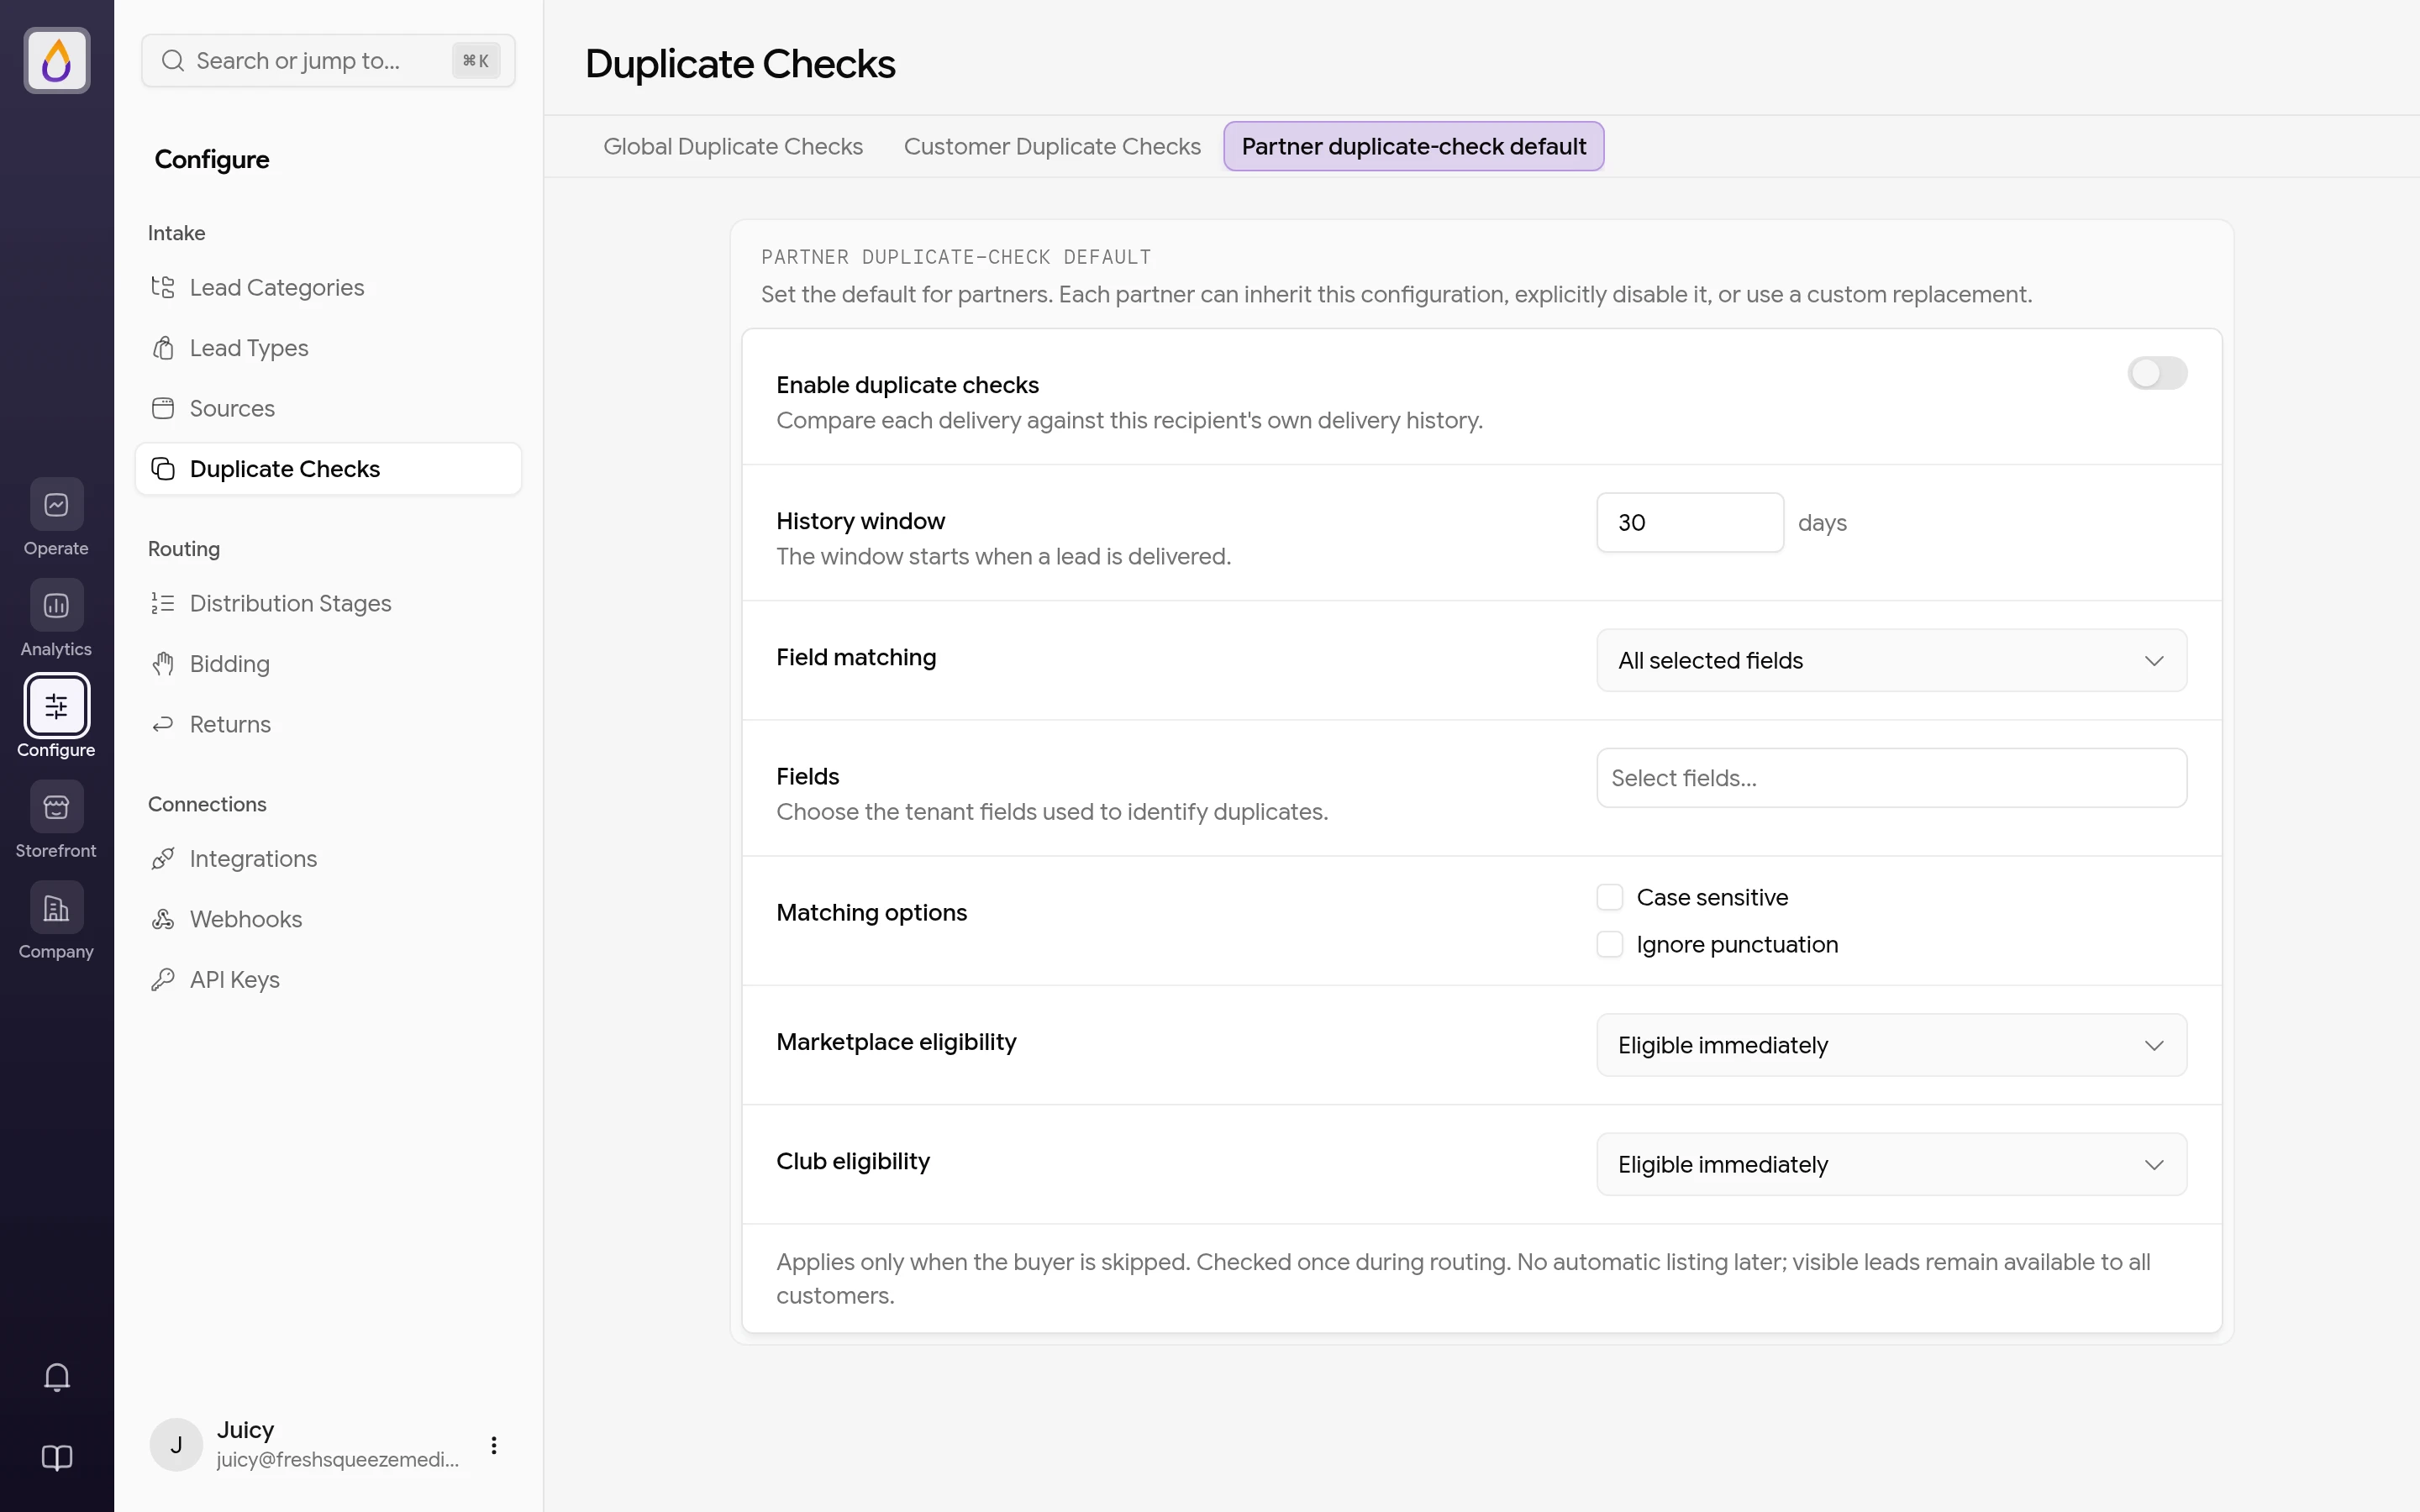 Search or jump to...
⌘ K
Configure
Intake
Lead Categories
Lead Types
Sources
Duplicate Checks
Routing
Distribution Stages
Bidding
Returns
Connections
Integrations
Webhooks
API Keys
Operate
Analytics
Configure
Storefront
Company
J
Juicy
juicy@freshsqueezemedi...
Duplicate Checks
Global Duplicate Checks
Customer Duplicate Checks
Partner duplicate-check default
PARTNER DUPLICATE-CHECK DEFAULT
Set the default for partners. Each partner can inherit this configuration, explicitly disable it, or use a custom replacement.
Enable duplicate checks
Compare each delivery against this recipient's own delivery history.
History window
The window starts when a lead is delivered.
30
days
Field matching
All selected fields
Fields
Choose the tenant fields used to identify duplicates.
Select fields...
Matching options
Case sensitive
Ignore punctuation
Marketplace eligibility
Eligible immediately
Club eligibility
Eligible immediately
Applies only when the buyer is skipped. Checked once during routing. No automatic listing later; visible leads remain available to all
customers.